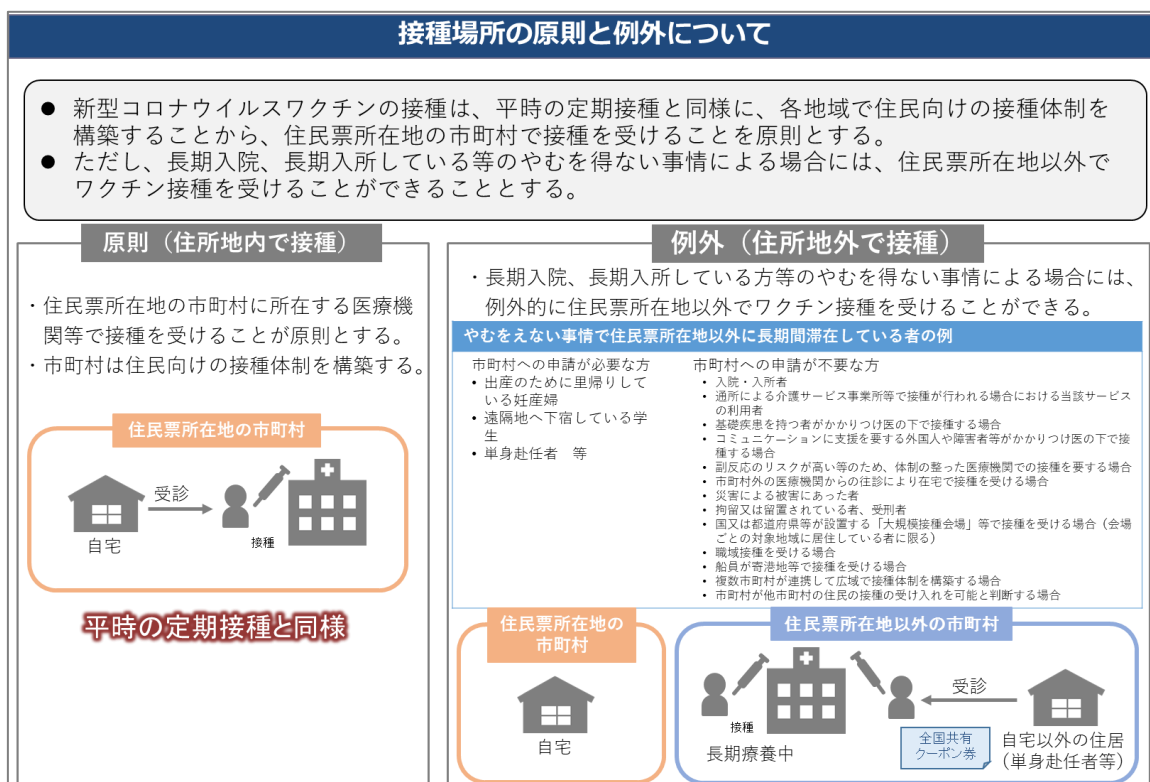 接種場所の原則と例外について
● 新型コロナウイルスワクチンの接種は、平時の定期接種と同様に、各地域で住民向けの接種体制を
構築することから、住民票所在地の市町村で接種を受けることを原則とする。
● ただし、長期入院、長期入所している等のやむを得ない事情による場合には、住民票所在地以外で
ワクチン接種を受けることができることとする。
原則（住所地内で接種）
・住民票所在地の市町村に所在する医療機
関等で接種を受けることが原則とする。
・市町村は住民向けの接種体制を構築する。
住民票所在地の市町村
受診
自宅
接種
平時の定期接種と同様
例外（住所地外で接種）
・長期入院、長期入所している方等のやむを得ない事情による場合には、
例外的に住民票所在地以外でワクチン接種を受けることができる。
やむをえない事情で住民票所在地以外に長期間滞在している者の例
市町村への申請が必要な方
• 出産のために里帰りして
いる妊産婦
• 遠隔地へ下宿している学
生
• 単身赴任者 等
市町村への申請が不要な方
• 入院・入所者
• 通所による介護サービス事業所等で接種が行われる場合における当該サービス
の利用者
• 基礎疾患を持つ者がかかりつけ医の下で接種する場合
• コミュニケーションに支援を要する外国人や障害者等がかかりつけ医の下で接
種する場合
• 副反応のリスクが高い等のため、体制の整った医療機関での接種を要する場合
• 市町村外の医療機関からの往診により在宅で接種を受ける場合
• 災害による被害にあった者
• 拘留又は留置されている者、受刑者
• 国又は都道府県等が設置する「大規模接種会場」等で接種を受ける場合（会場
ごとの対象地域に居住している者に限る）
• 職域接種を受ける場合
• 船員が寄港地等で接種を受ける場合
• 複数市町村が連携して広域で接種体制を構築する場合
• 市町村が他市町村の住民の接種の受け入れを可能と判断する場合
住民票所在地の
市町村
自宅
住民票所在地以外の市町村
接種
長期療養中
受診
全国共有
クーポン券
自宅以外の住居
（単身赴任者等）